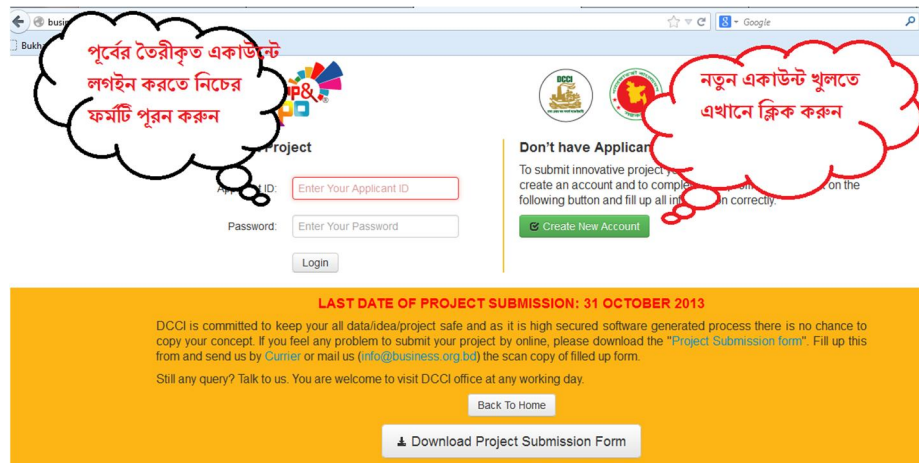 Google
পূর্বের তৈরীকৃত একাউন্টে
লগইন করতে নিচের
ফর্মটি পূরন করুন
নতুন একাউন্ট খুলতে
এখানে ক্লিক করুন
DCCI
Don't have Applicant
To submit innovative project
create an account and to on the
following button and fill up all correctly.
Create New Account
ID: Enter Your Applicant ID
Password: Enter Your Password
Login
LAST DATE OF PROJECT SUBMISSION: 31 OCTOBER 2013
DCCI is committed to keep your all data/idea/project safe and as it is high secured software generated process there is no chance to
copy your concept. If you feel any problem to submit your project by online, please download the "Project Submission form". Fill up this
from and send us by Currier or mail us (info@business.org.bd) the scan copy of filled up form.
Still any query? Talk to us. You are welcome to visit DCCI office at any working day.
Back To Home
Download Project Submission Form